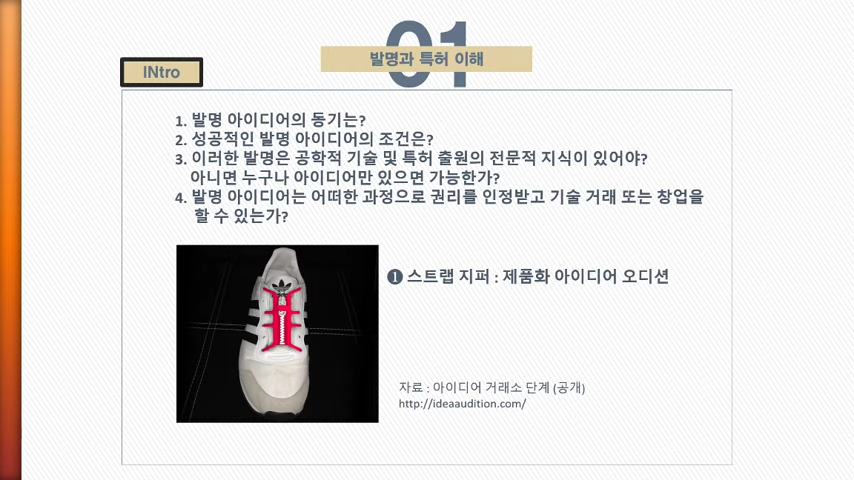 01
발명과 특허 이해
INtro
1. 발명 아이디어의 동기는?
2. 성공적인 발명 아이디어의 조건은?
3. 이러한 발명은 공학적 기술 및 특허 출원의 전문적 지식이 있어야?
아니면 누구나 아이디어만 있으면 가능한가?
4. 발명 아이디어는 어떠한 과정으로 권리를 인정받고 기술 거래 또는 창업을
할 수 있는가?
❶ 스트랩 지퍼 : 제품화 아이디어 오디션
자료 : 아이디어 거래소 단계 (공개)
http://ideaaudition.com/